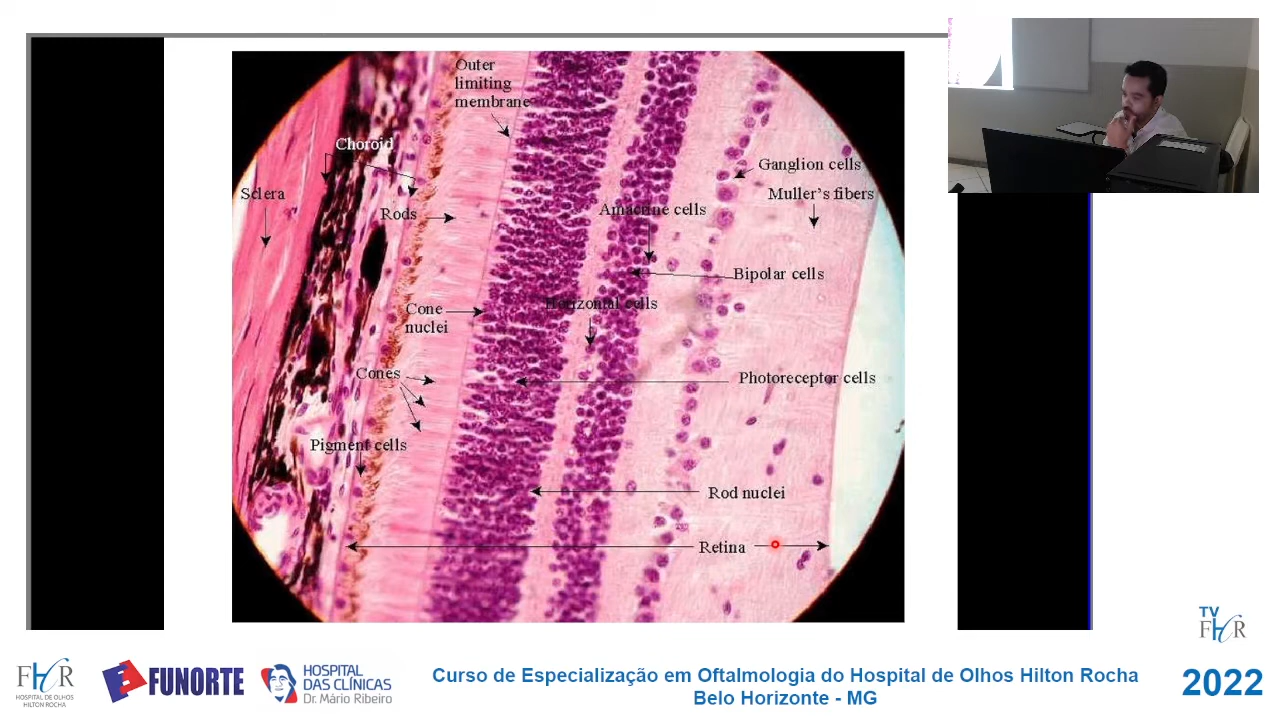 Outer
limiting
membrane
Choroid
Ganglion cells
Sclera
Muller's fibers
Rods
Amacrine cells
Bipolar cells
Horizontal cells
Cone
nuclei
Cones
Photoreceptor cells
Pigment cells
Rod nuclei
Retina
TV
FHR
FHR
HOSPITAL DE OLHOS
HILTON ROCHA
FUNORTE
HOSPITAL
DAS CLÍNICAS
Dr. Mário Ribeiro
Curso de Especialização em Oftalmologia do Hospital de Olhos Hilton Rocha
Belo Horizonte - MG
2022